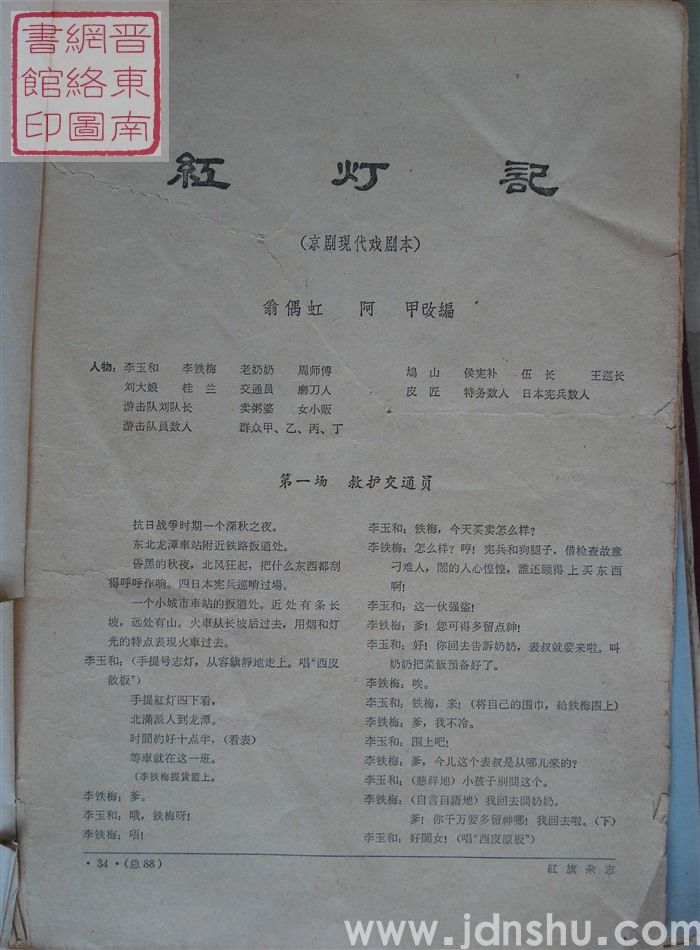 晋東南
網絡圖
書館印
紅灯記
（京剧現代戏剧本）
翁偶虹 阿 甲改編
人物：李玉和 李铁梅 老奶奶 周师傅
刘大娘 桂 兰 交通員 磨刀人
游击队刘队长 卖粥婆 女小贩
游击队員数人 群众甲、乙、丙、丁
鳩 山 侯宪补 伍 长 王巡长
皮 匠 特务数人 日本宪兵数人
第一场 救护交通員
抗日战爭时期一个深秋之夜。
东北龙潭車站附近铁路扳道处。
昏黑的秋夜，北风狂起，把什么东西都刮
得呼呼作响。四日本宪兵巡哨过場。
一个小城市車站的扳道处。近处有条长
坡，远处有山。火車从长坡后过去，用烟和灯
光的特点表现火車过去。
李玉和：（手提号志灯，从容鎭靜地走上。唱“西皮
散板”）
手提紅灯四下看，
北滿派人到龙潭。
时間約好十点半，（看表）
等車就在这一班。
〔李铁梅提貨籃上。
李铁梅：爹。
李玉和：哦，铁梅呀！
李铁梅：唔！
李玉和：铁梅，今天买卖怎么样？
李铁梅：怎么样？哼！宪兵和狗腿子，借检查故意
刁难人，閙的人心惶惶，誰还顾得上买东西
啊！
李玉和：这一伙强盜！
李铁梅：爹！您可得多留点神！
李玉和：好！你回去告訴奶奶，表叔就要来啦。叫
奶奶把菜飯預备好了。
李铁梅：唉。
李玉和：铁梅，来！（将自己的围巾，給铁梅围上）
李铁梅：爹，我不冷。
李玉和：围上吧！
李铁梅：爹，今儿这个表叔是从哪儿来的？
李玉和：（慈祥地）小孩子別問这个。
李铁梅：（自言自語地）我回去問奶奶。
爹！你千万要多留神哪！我回去啦。（下）
李玉和：好閨女！（唱“西皮原板”）
·34·（总88）
紅旗杂志
http://www.jdnshu.com/